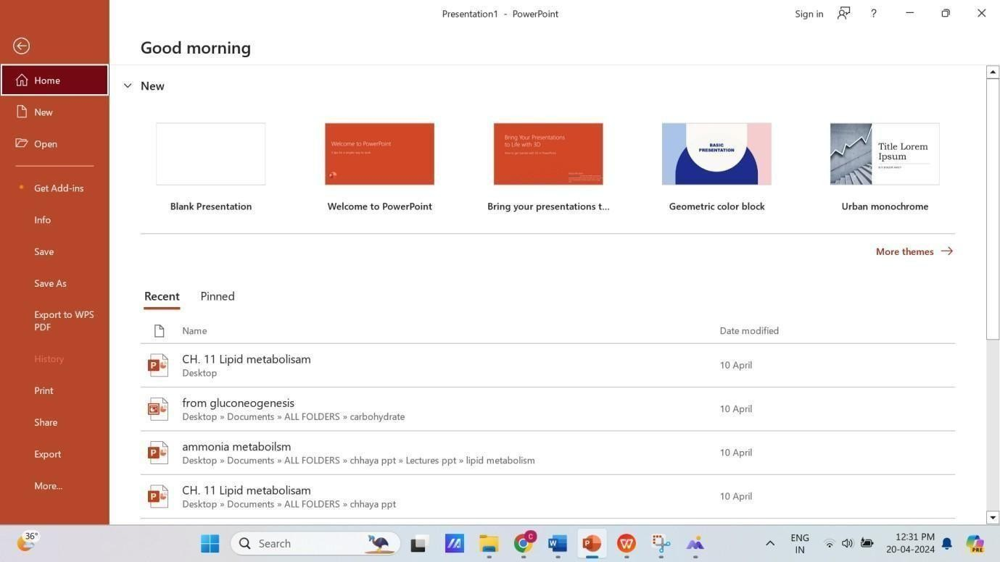 Presentation1 - PowerPoint
Sign in
?
Good morning
Home
New
Open
Get Add-ins
Info
Save
Save As
Export to WPS
PDF
History
Print
Share
Export
More...
New
Welcome to PowerPoint
Bring Your Presentations
to Life with 3D
BASIC
PRESENTATION
Title Lorem
Ipsum
Blank Presentation
Welcome to PowerPoint
Bring your presentations t...
Geometric color block
Urban monochrome
More themes
Recent
Pinned
Name
Date modified
CH. 11 Lipid metabolisam
Desktop
10 April
from gluconeogenesis
Desktop » Documents » ALL FOLDERS » carbohydrate
10 April
ammonia metaboilsm
Desktop » Documents » ALL FOLDERS » chhaya ppt » Lectures ppt » lipid metabolism
10 April
CH. 11 Lipid metabolisam
Desktop » Documents » ALL FOLDERS » chhaya ppt
10 April
36°
Search
C
W
P
W
ENG
IN
12:31 PM
20-04-2024
PRE